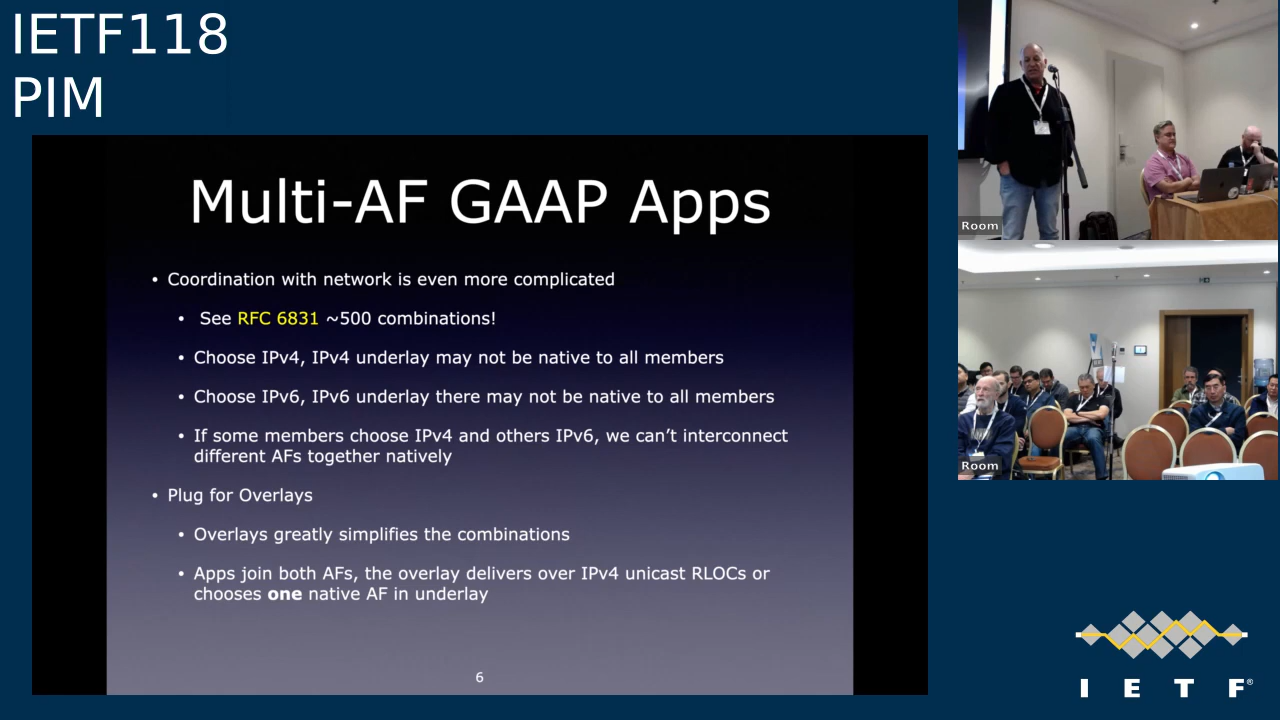 IETF118
PIM
Multi-AF GAAP Apps
• Coordination with network is even more complicated
• See RFC 6831 ~500 combinations!
• Choose IPv4, IPv4 underlay may not be native to all members
• Choose IPv6, IPv6 underlay there may not be native to all members
• If some members choose IPv4 and others IPv6, we can’t interconnect
different AFs together natively
• Plug for Overlays
• Overlays greatly simplifies the combinations
• Apps join both AFs, the overlay delivers over IPv4 unicast RLOCs or
chooses one native AF in underlay
6
Room
Room
I E T F®